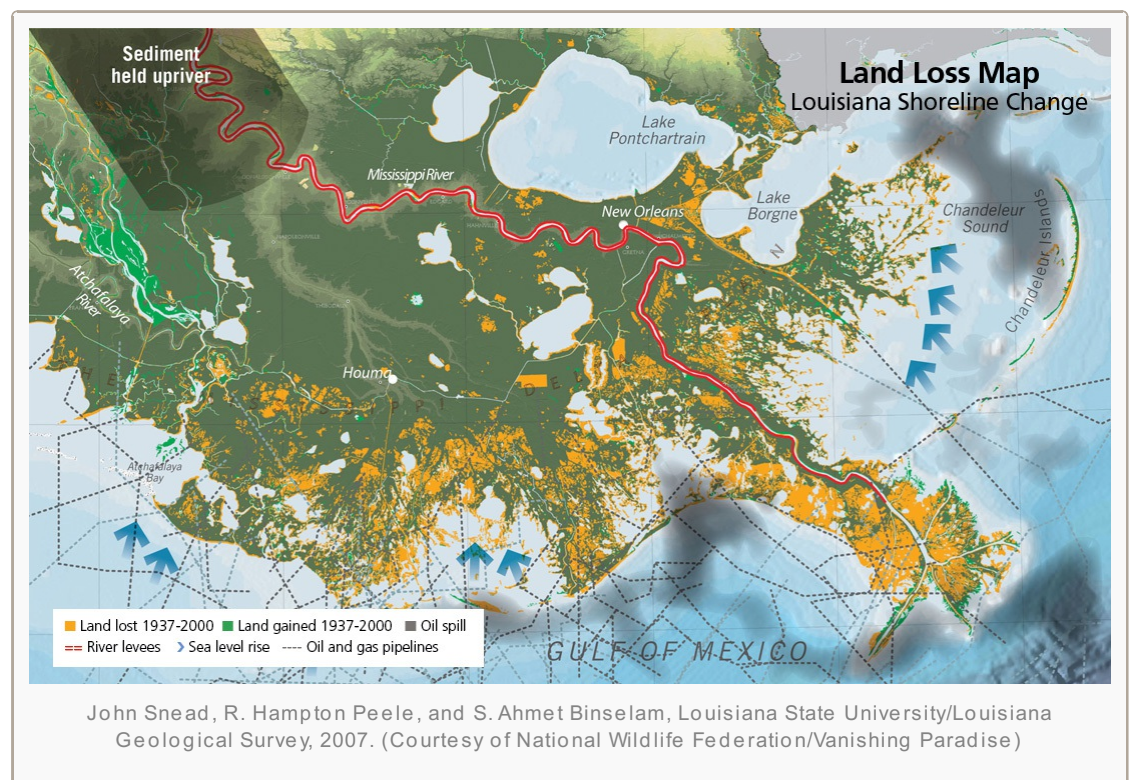 Sediment
held upriver
Land Loss Map
Louisiana Shoreline Change
Lake
Pontchartrain
Mississippi River
New Orleans
Lake
Borgne
N
Chandeleur
Sound
Chandeleur Islands
Atchafalaya
River
Houma
GRETNA
Atchafalaya
Bay
Land lost 1937-2000
Land gained 1937-2000
Oil spill
River levees
Sea level rise
Oil and gas pipelines
GULF OF MEXICO
John Snead, R. Hampton Peele, and S. Ahmet Binselam, Louisiana State University/Louisiana
Geological Survey, 2007. (Courtesy of National Wildlife Federation/Vanishing Paradise)